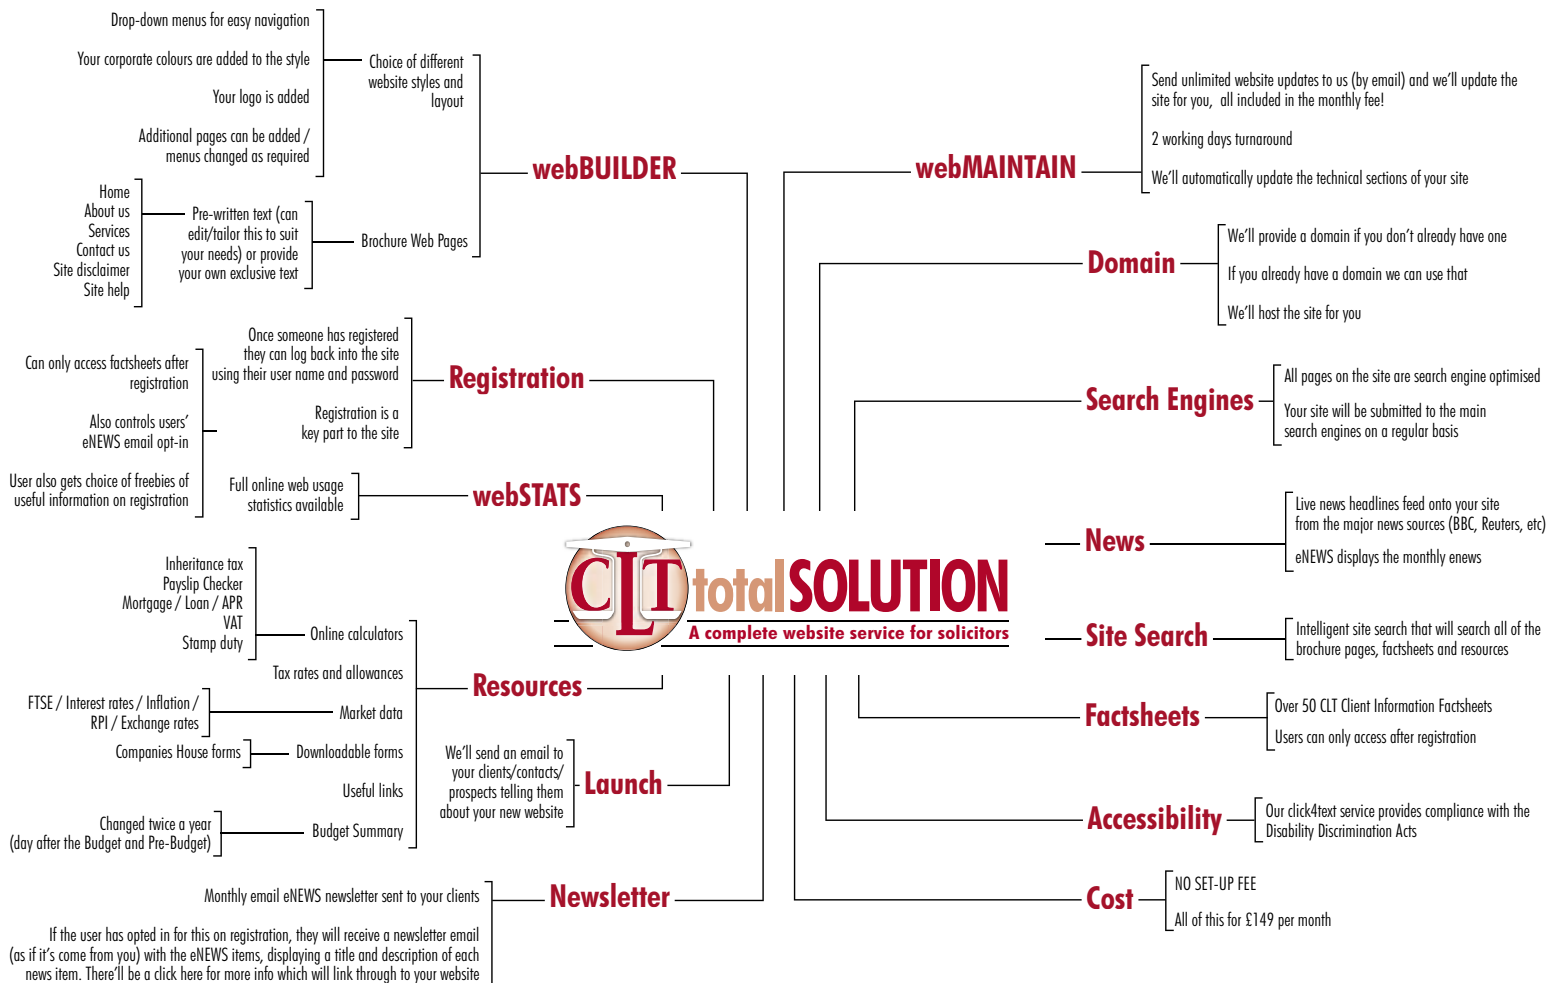 Drop-down menus for easy navigation
Your corporate colours are added to the style
Your logo is added
Additional pages can be added /
menus changed as required
Choice of different
website styles and
layout
webBUILDER
Home
About us
Services
Contact us
Site disclaimer
Site help
Pre-written text (can
edit/tailor this to suit
your needs) or provide
your own exclusive text
Brochure Web Pages
Can only access factsheets after
registration
Also controls users’
eNEWS email opt-in
User also gets choice of freebies of
useful information on registration
Once someone has registered
they can log back into the site
using their user name and password
Registration is a
key part to the site
Registration
Full online web usage
statistics available
webSTATS
Inheritance tax
Payslip Checker
Mortgage / Loan / APR
VAT
Stamp duty
Online calculators
Tax rates and allowances
FTSE / Interest rates / Inflation /
RPI / Exchange rates
Market data
Companies House forms
Downloadable forms
Useful links
Changed twice a year
(day after the Budget and Pre-Budget)
Budget Summary
Resources
We’ll send an email to
your clients/contacts/
prospects telling them
about your new website
Launch
Monthly email eNEWS newsletter sent to your clients
If the user has opted in for this on registration, they will receive a newsletter email
(as if it’s come from you) with the eNEWS items, displaying a title and description of each
news item. There’ll be a click here for more info which will link through to your website
Newsletter
CLT totalSOLUTION
A complete website service for solicitors
webMAINTAIN
Send unlimited website updates to us (by email) and we’ll update the
site for you, all included in the monthly fee!
2 working days turnaround
We’ll automatically update the technical sections of your site
Domain
We’ll provide a domain if you don’t already have one
If you already have a domain we can use that
We’ll host the site for you
Search Engines
All pages on the site are search engine optimised
Your site will be submitted to the main
search engines on a regular basis
News
Live news headlines feed onto your site
from the major news sources (BBC, Reuters, etc)
eNEWS displays the monthly enews
Site Search
Intelligent site search that will search all of the
brochure pages, factsheets and resources
Factsheets
Over 50 CLT Client Information Factsheets
Users can only access after registration
Accessibility
Our click4text service provides compliance with the
Disability Discrimination Acts
Cost
NO SET-UP FEE
All of this for £149 per month